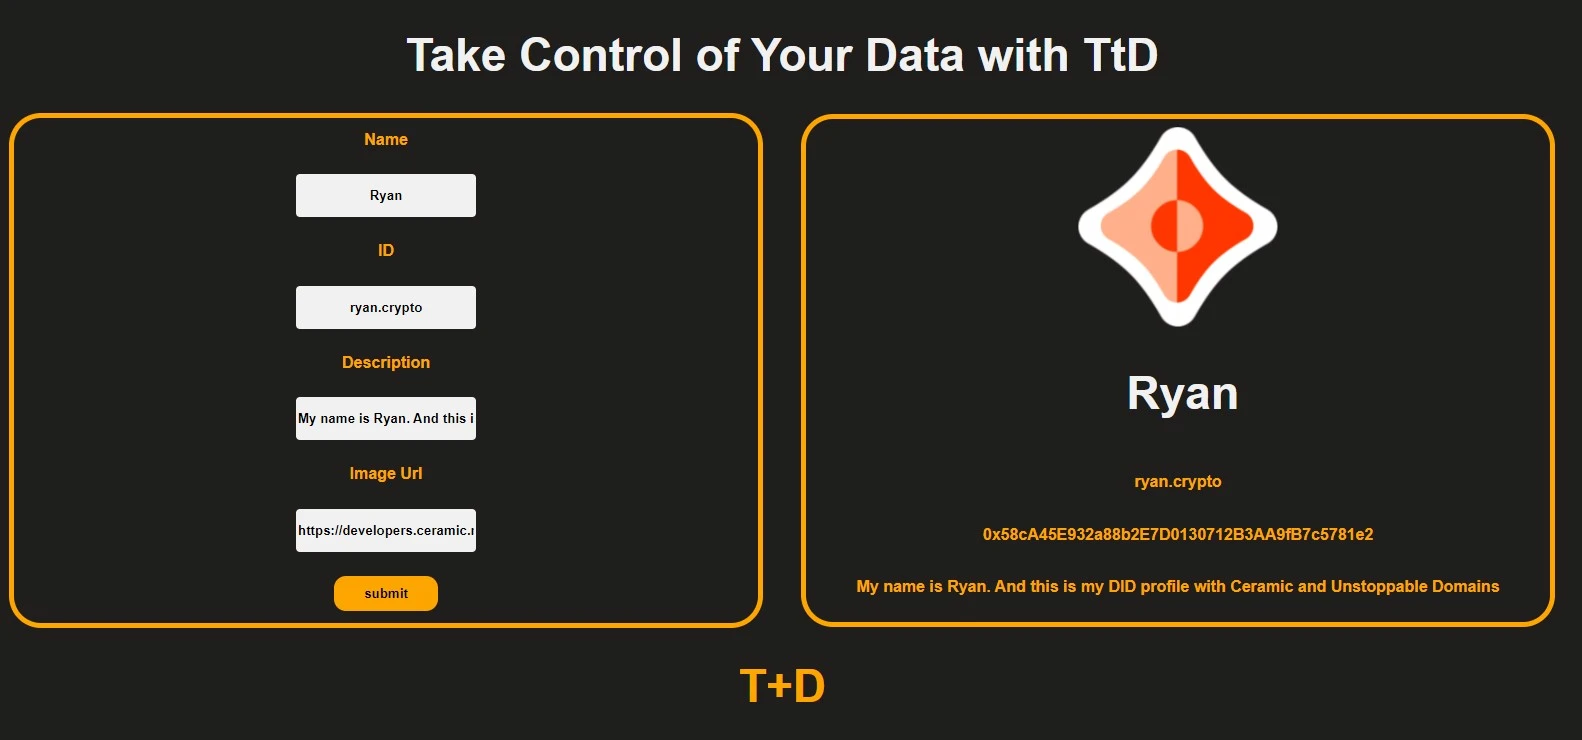 Take Control of Your Data with TtD
Name
Ryan
ID
ryan.crypto
Description
My name is Ryan. And this i
Image Url
https://developers.ceramic.r
submit
Ryan
ryan.crypto
0x58cA45E932a88b2E7D0130712B3AA9fB7c5781e2
My name is Ryan. And this is my DID profile with Ceramic and Unstoppable Domains
T+D